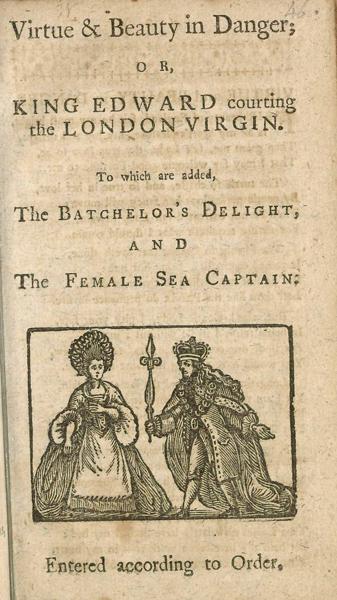 Virtue & Beauty in Danger;
OR,
KING EDWARD courting
the LONDON VIRGIN.
To which are added,
The BATCHELOR'S DELIGHT,
AND
The FEMALE SEA CAPTAIN:
Entered according to Order.